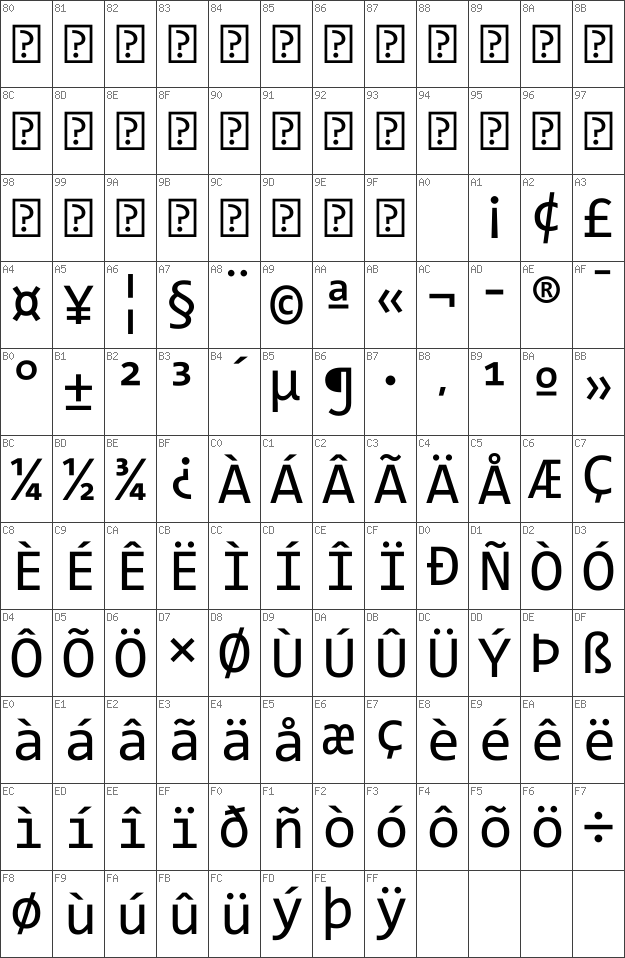 80 81 82 83 84 85 86 87 88 89 8A 8B
? ? ? ? ? ? ? ? ? ? ? ?
8C 8D 8E 8F 90 91 92 93 94 95 96 97
? ? ? ? ? ? ? ? ? ? ? ?
98 99 9A 9B 9C 9D 9E 9F A0 A1 A2 A3
? ? ? ? ? ? ? ? ¡ ¢ £
A4 A5 A6 A7 A8 A9 AA AB AC AD AE AF
¤ ¥ ¦ § ¨ © ª « ¬ - ® ¯
B0 B1 B2 B3 B4 B5 B6 B7 B8 B9 BA BB
° ± ² ³ ´ µ ¶ · ¸ ¹ º »
BC BD BE BF C0 C1 C2 C3 C4 C5 C6 C7
¼ ½ ¾ ¿ À Á Â Ã Ä Å Æ Ç
C8 C9 CA CB CC CD CE CF D0 D1 D2 D3
È É Ê Ë Ì Í Î Ï Ð Ñ Ò Ó
D4 D5 D6 D7 D8 D9 DA DB DC DD DE DF
Ô Õ Ö × Ø Ù Ú Û Ü Ý Þ ß
E0 E1 E2 E3 E4 E5 E6 E7 E8 E9 EA EB
à á â ã ä å æ ç è é ê ë
EC ED EE EF F0 F1 F2 F3 F4 F5 F6 F7
ì í î ï ð ñ ò ó ô õ ö ÷
F8 F9 FA FB FC FD FE FF
ø ù ú û ü ý þ ÿ